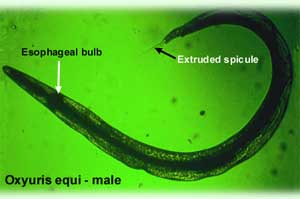 Esophageal bulb
Extruded spicule
Oxyuris equi - male